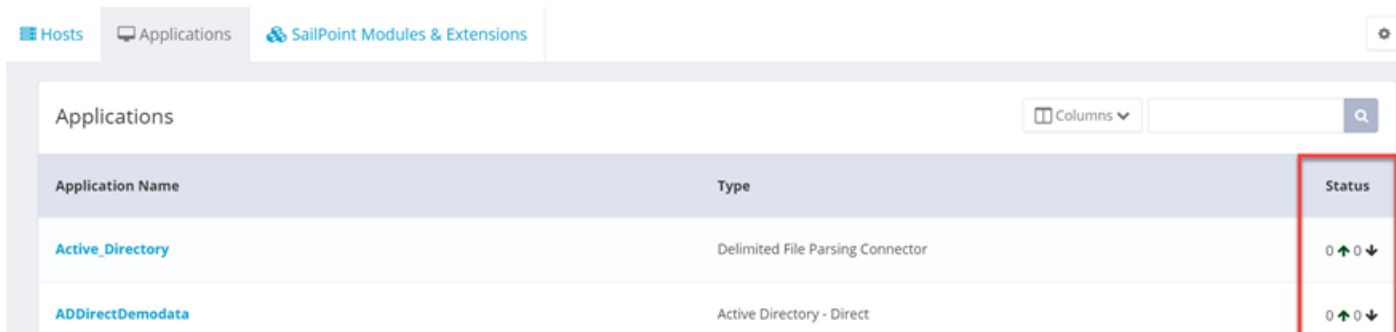 Hosts Applications SailPoint Modules & Extensions
Applications Columns
Application Name Type Status
Active_Directory Delimited File Parsing Connector 0 0
ADDirectDemodata Active Directory - Direct 0 0